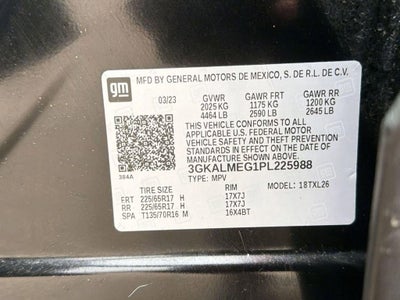 gm MFD BY GENERAL MOTORS DE MEXICO, S. DE R.L. DE C.V.
03/23 GVWR GAWR FRT GAWR RR
2025 KG 1175 KG 1200 KG
4464 LB 2590 LB 2645 LB
THIS VEHICLE CONFORMS TO ALL
APPLICABLE U.S. FEDERAL MOTOR
VEHICLE SAFETY AND THEFT PREVENTION
STANDARDS IN EFFECT ON THE DATE OF
MANUFACTURE SHOWN ABOVE.
3GKALMEG1PL225988
384A TYPE: MPV
TIRE SIZE RIM MODEL: 18TXL26
FRT 225/65R17 H 17X7J
RR 225/65R17 H 17X7J
SPA T135/70R16 M 16X4BT